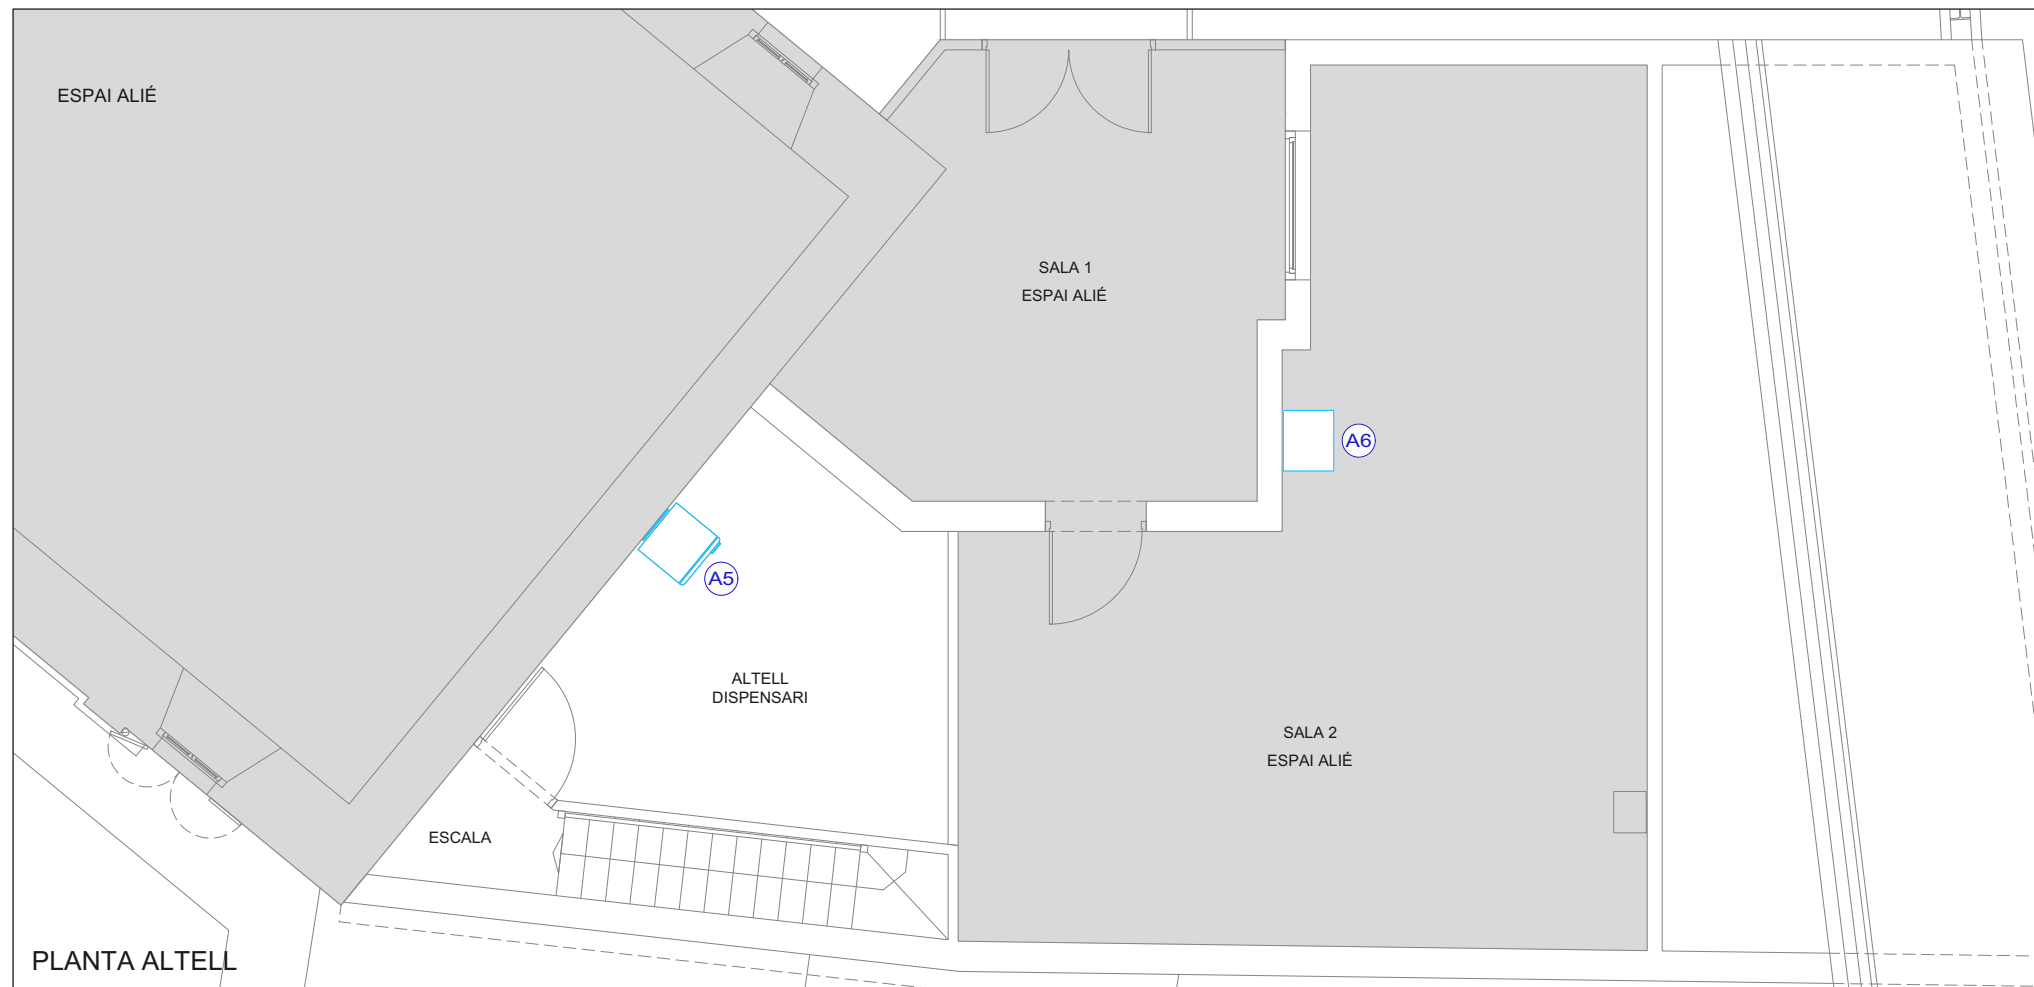 ESPAI ALIÉ
SALA 1
ESPAI ALIÉ
A6
A5
ALTELL
DISPENSARI
SALA 2
ESPAI ALIÉ
ESCALA
PLANTA ALTELL